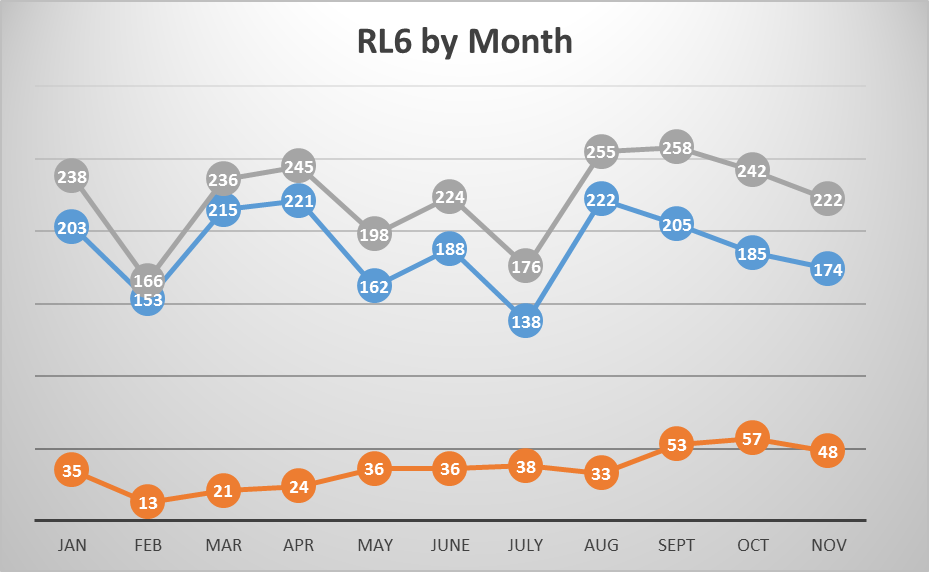 RL6 by Month
238 236 245 198 224 176 255 258 242 222
166
203 215 221 162 188 138 222 205 185 174
153
35 13 21 24 36 36 38 33 53 57 48
JAN FEB MAR APR MAY JUNE JULY AUG SEPT OCT NOV